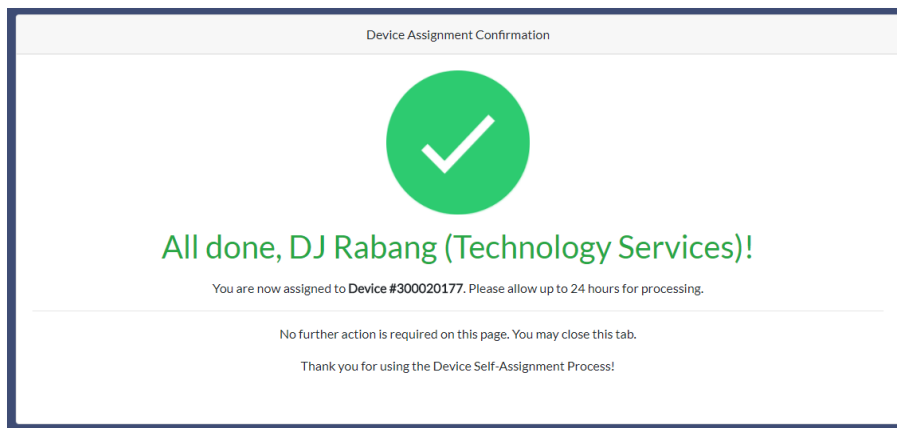 Device Assignment Confirmation
All done, DJ Rabang (Technology Services)!
You are now assigned to Device #300020177. Please allow up to 24 hours for processing.
No further action is required on this page. You may close this tab.
Thank you for using the Device Self-Assignment Process!